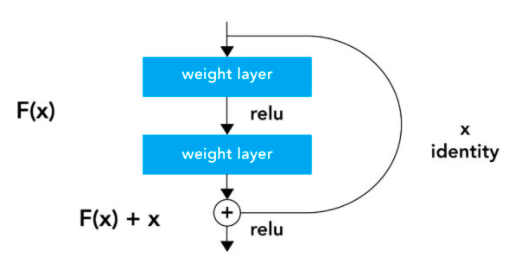 weight layer
F(x)
relu
x
identity
weight layer
F(x) + x
+
relu